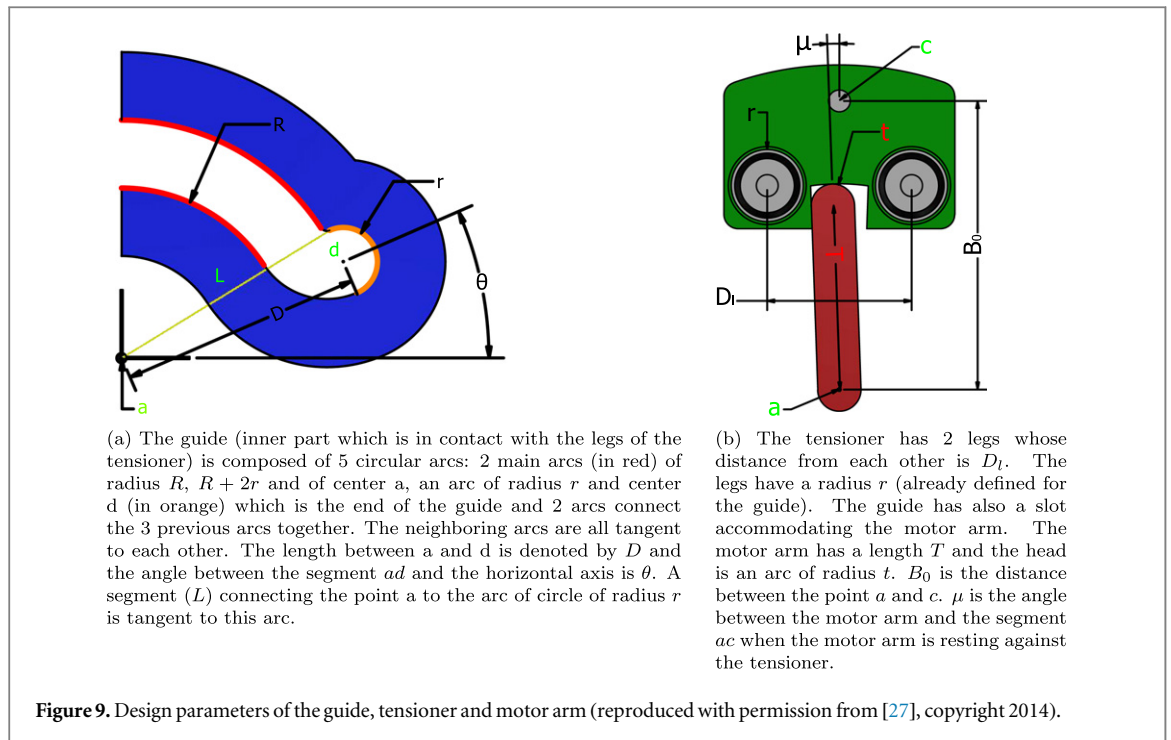 R
r
d
L
θ
D
a
μ
c
r
t
T
B₀
Dₗ
a
(a) The guide (inner part which is in contact with the legs of the
tensioner) is composed of 5 circular arcs: 2 main arcs (in red) of
radius R, R + 2r and of center a, an arc of radius r and center
d (in orange) which is the end of the guide and 2 arcs connect
the 3 previous arcs together. The neighboring arcs are all tangent
to each other. The length between a and d is denoted by D and
the angle between the segment ad and the horizontal axis is θ. A
segment (L) connecting the point a to the arc of circle of radius r
is tangent to this arc.
(b) The tensioner has 2 legs whose
distance from each other is Dₗ. The
legs have a radius r (already defined for
the guide). The guide has also a slot
accommodating the motor arm. The
motor arm has a length T and the head
is an arc of radius t. B₀ is the distance
between the point a and c. μ is the angle
between the motor arm and the segment
ac when the motor arm is resting against
the tensioner.
Figure 9. Design parameters of the guide, tensioner and motor arm (reproduced with permission from [27], copyright 2014).